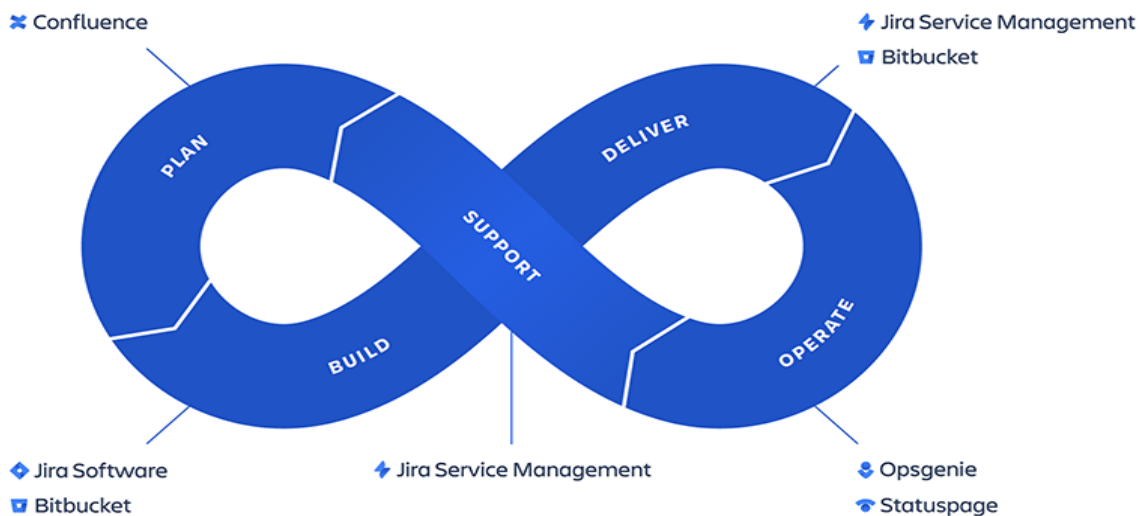 Confluence
Jira Service Management
Bitbucket
PLAN
DELIVER
SUPPORT
BUILD
OPERATE
Jira Software
Bitbucket
Jira Service Management
Opsgenie
Statuspage